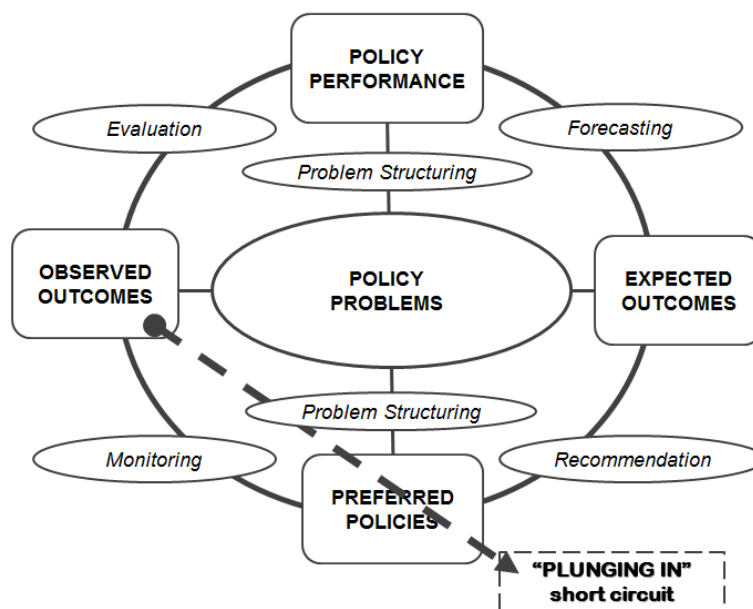 POLICY
PERFORMANCE
Evaluation
Forecasting
Problem Structuring
OBSERVED
OUTCOMES
POLICY
PROBLEMS
EXPECTED
OUTCOMES
Problem Structuring
Monitoring
Recommendation
PREFERRED
POLICIES
“PLUNGING IN”
short circuit